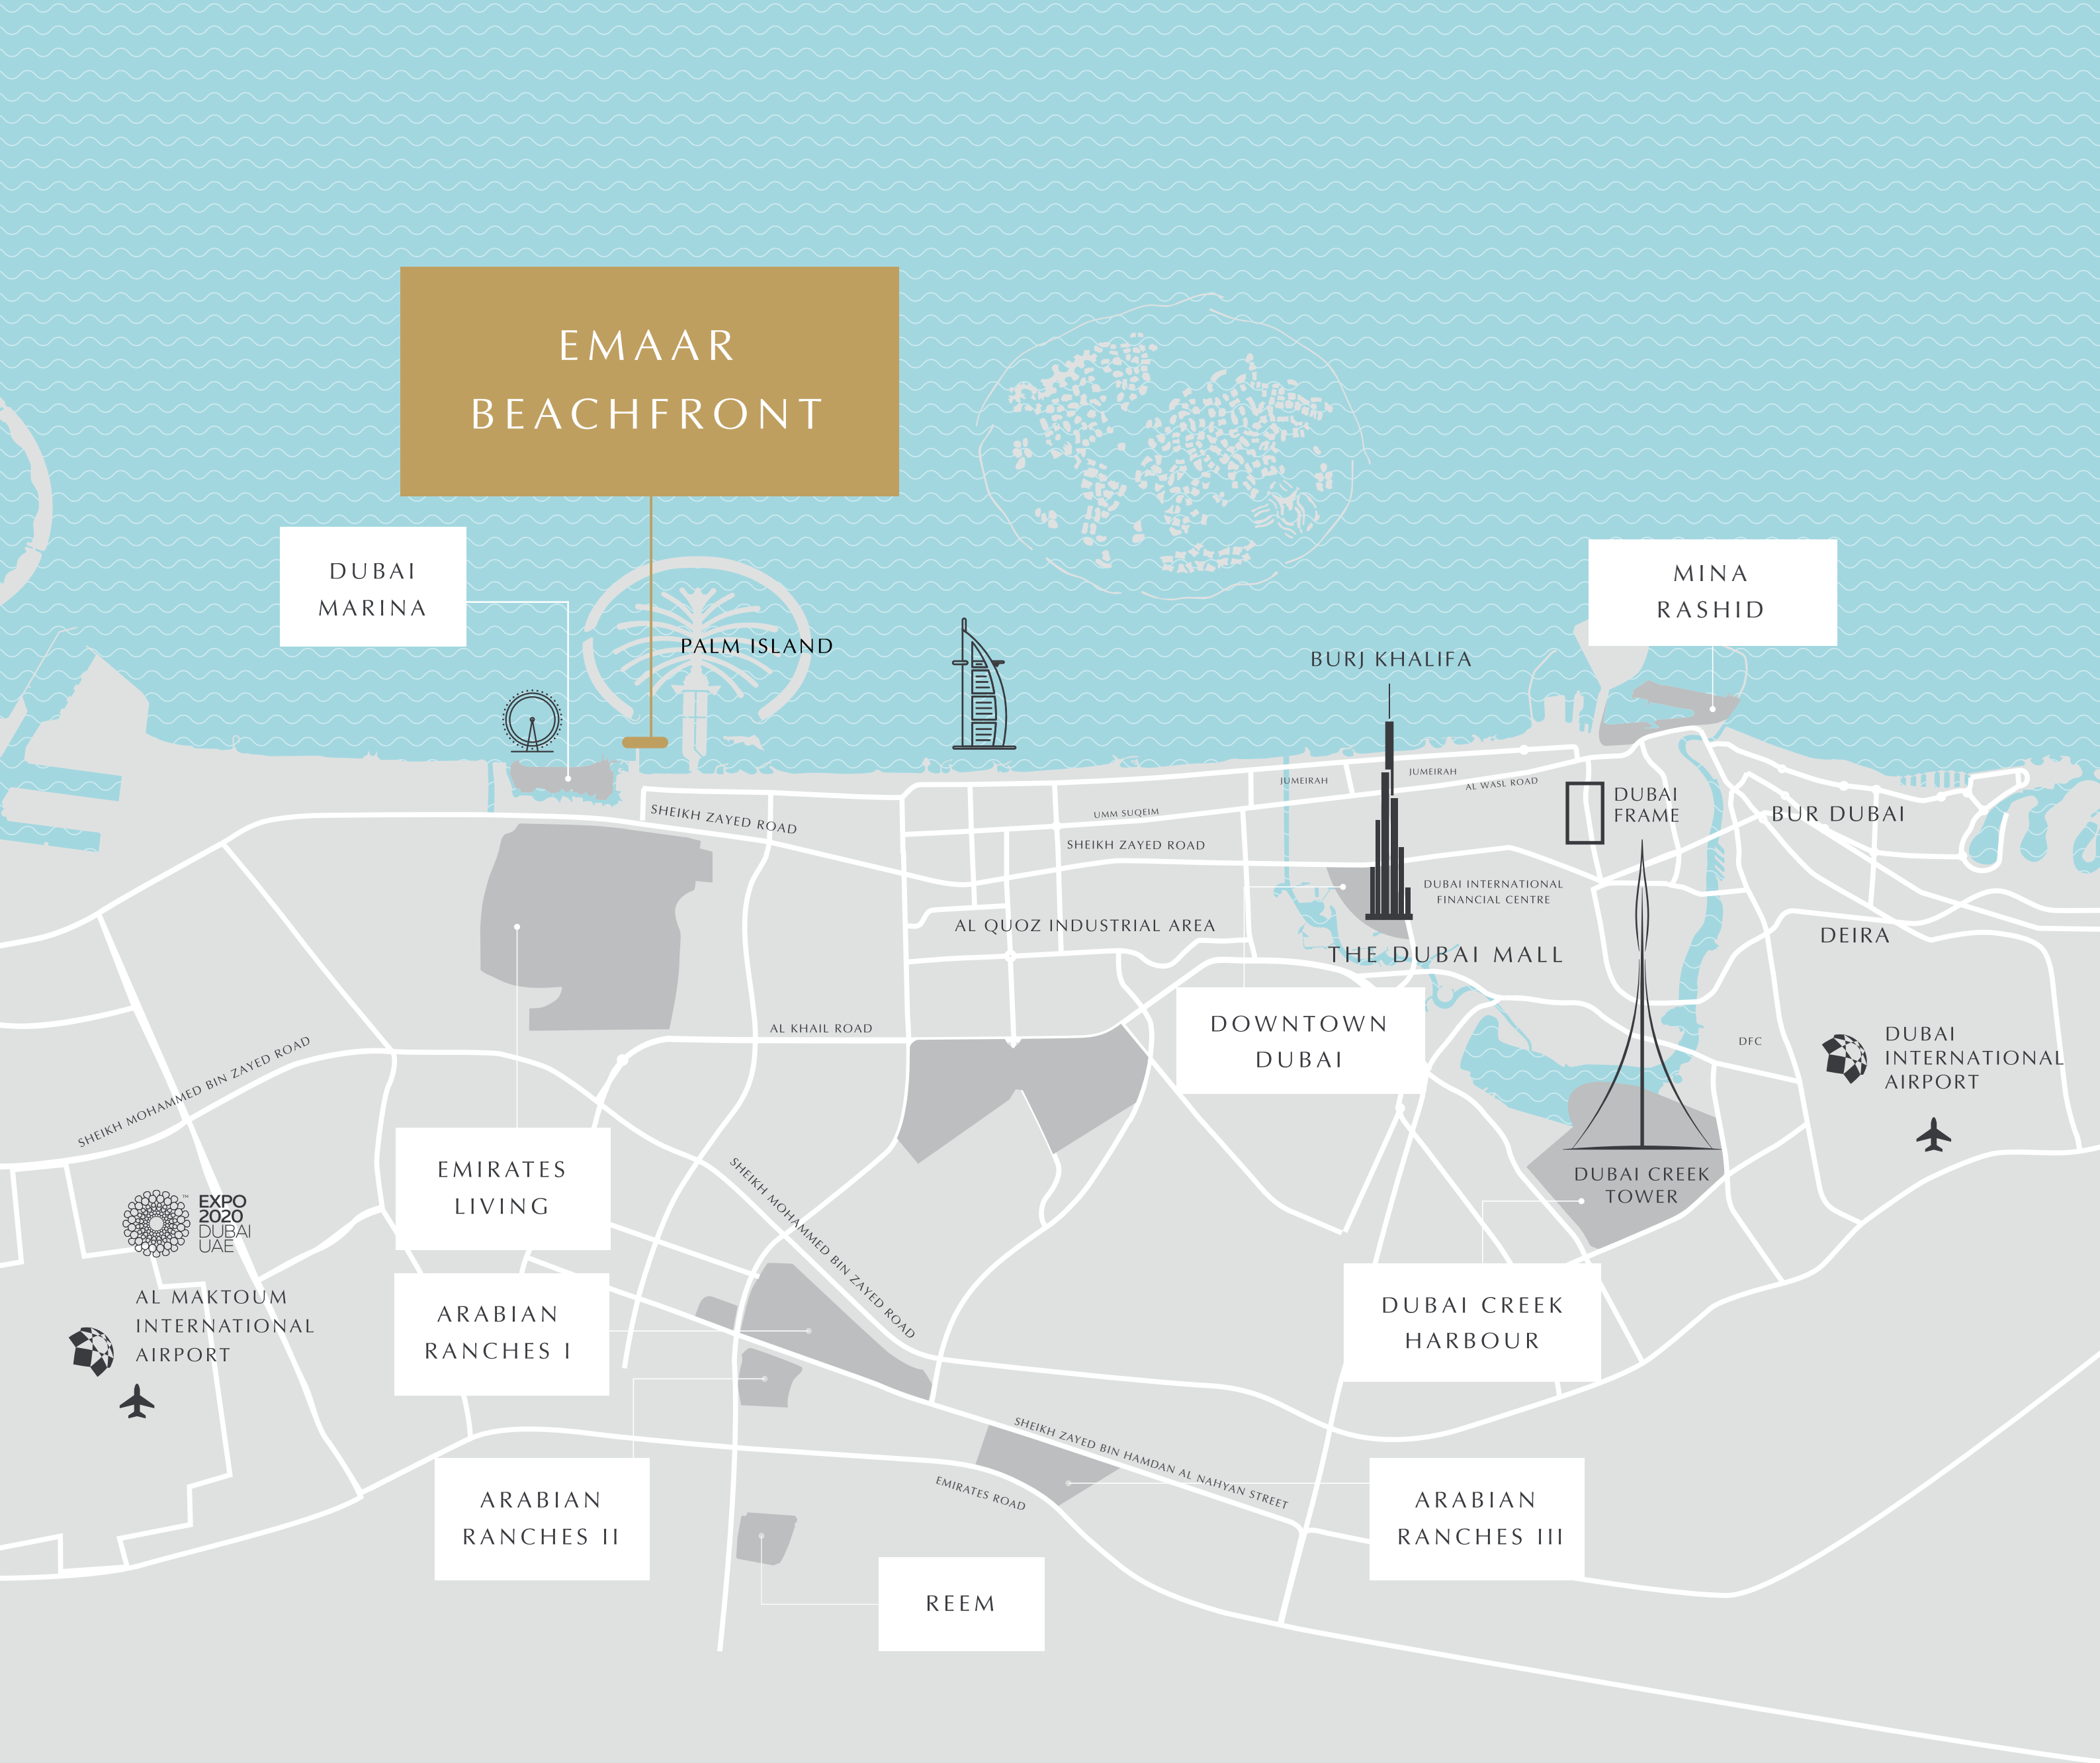 EMAAR
BEACHFRONT
DUBAI
MARINA
MINA
RASHID
PALM ISLAND
BURJ KHALIFA
JUMEIRAH
JUMEIRAH
AL WASL ROAD
DUBAI
FRAME
BUR DUBAI
SHEIKH ZAYED ROAD
UMM SUQEIM
SHEIKH ZAYED ROAD
DUBAI INTERNATIONAL
FINANCIAL CENTRE
AL QUOZ INDUSTRIAL AREA
THE DUBAI MALL
DEIRA
DOWNTOWN
DUBAI
AL KHAIL ROAD
DFC
DUBAI
INTERNATIONAL
AIRPORT
SHEIKH MOHAMMED BIN ZAYED ROAD
EMIRATES
LIVING
SHEIKH MOHAMMED BIN ZAYED ROAD
DUBAI CREEK
TOWER
™
EXPO
2020
DUBAI
UAE
AL MAKTOUM
INTERNATIONAL
AIRPORT
ARABIAN
RANCHES I
DUBAI CREEK
HARBOUR
SHEIKH ZAYED BIN HAMDAN AL NAHYAN STREET
EMIRATES ROAD
ARABIAN
RANCHES II
ARABIAN
RANCHES III
REEM